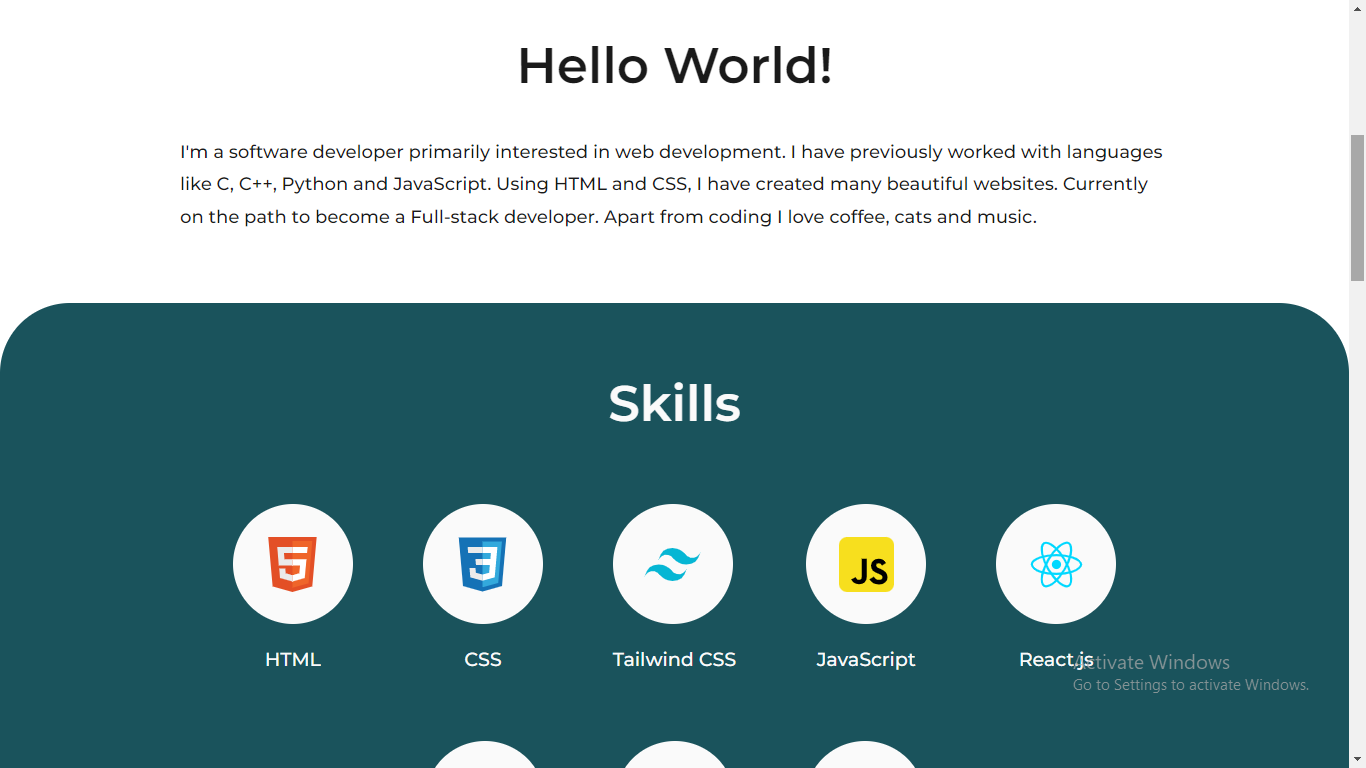 Hello World!
I'm a software developer primarily interested in web development. I have previously worked with languages
like C, C++, Python and JavaScript. Using HTML and CSS, I have created many beautiful websites. Currently
on the path to become a Full-stack developer. Apart from coding I love coffee, cats and music.
Skills
5
3
JS
HTML
CSS
Tailwind CSS
JavaScript
React.js
Activate Windows
Go to Settings to activate Windows.